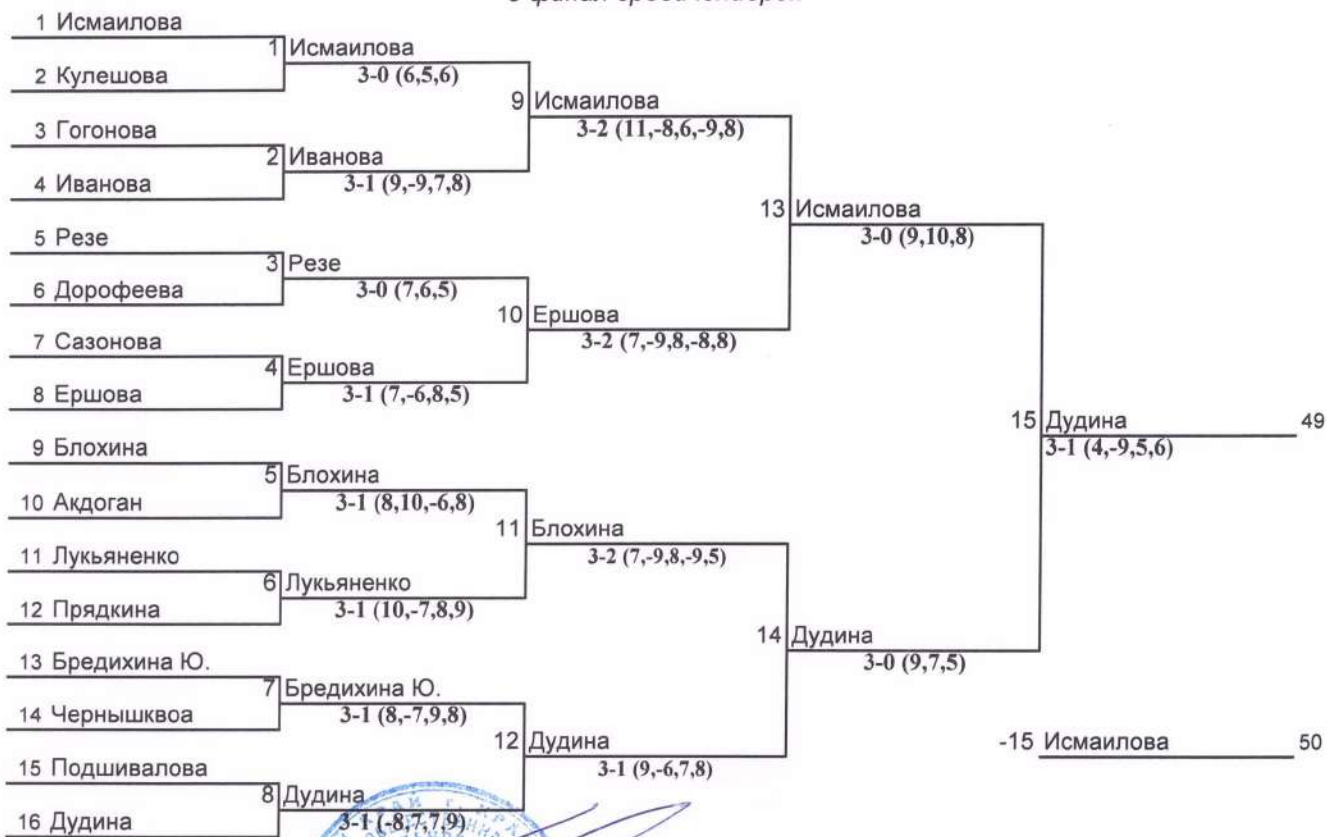 1 Исмаилова
1 Исмаилова
3-0 (6,5,6)
2 Кулешова
9 Исмаилова
3-2 (11,-8,6,-9,8)
3 Гогонова
2 Иванова
3-1 (9,-9,7,8)
4 Иванова
13 Исмаилова
3-0 (9,10,8)
5 Резе
3 Резе
3-0 (7,6,5)
6 Дорофеева
10 Ершова
3-2 (7,-9,8,-8,8)
7 Сазонова
4 Ершова
3-1 (7,-6,8,5)
8 Ершова
15 Дудина 49
3-1 (4,-9,5,6)
9 Блохина
5 Блохина
3-1 (8,10,-6,8)
10 Акдоган
11 Блохина
3-2 (7,-9,8,-9,5)
11 Лукьяненко
6 Лукьяненко
3-1 (10,-7,8,9)
12 Прядкина
14 Дудина
3-0 (9,7,5)
13 Бредихина Ю.
7 Бредихина Ю.
3-1 (8,-7,9,8)
14 Чернышквоа
12 Дудина
3-1 (9,-6,7,8)
-15 Исмаилова 50
15 Подшивалова
8 Дудина
3-1 (-8,7,7,9)
16 Дудина